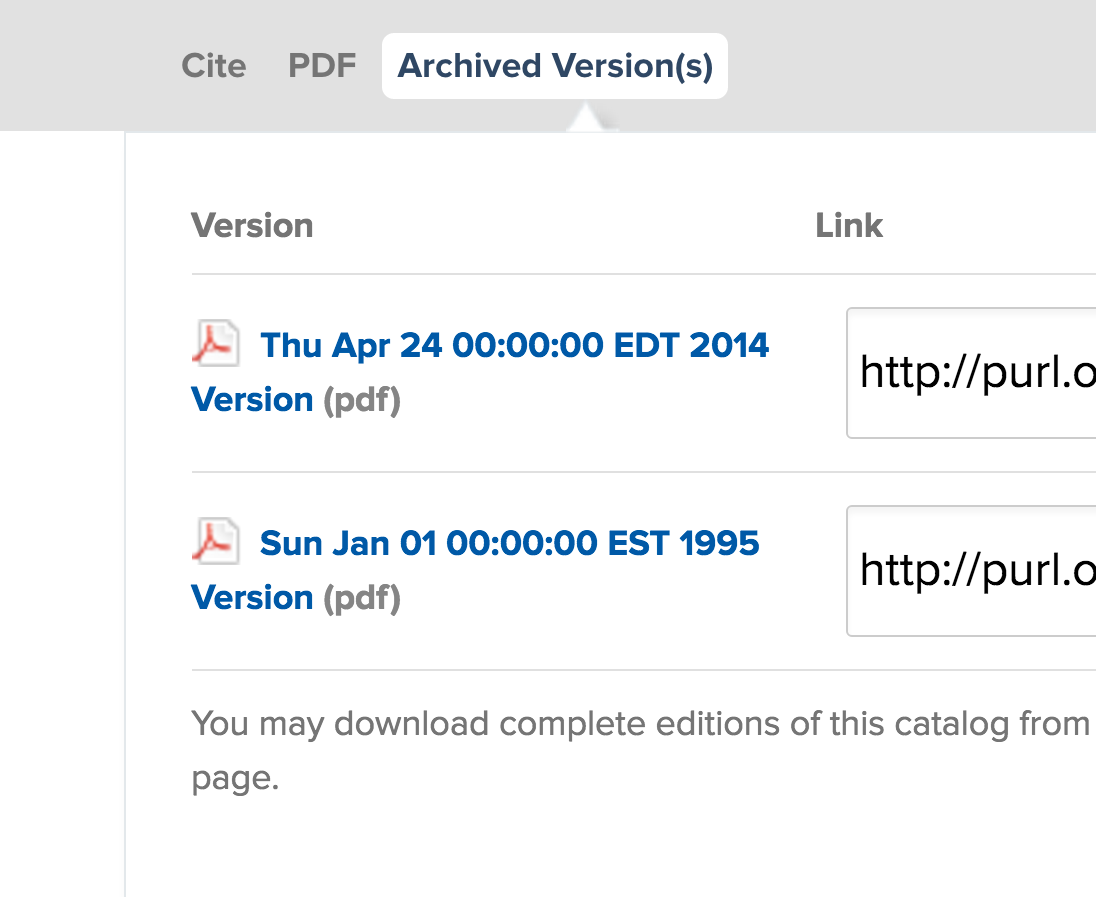 Cite PDF Archived Version(s)
Version Link
Thu Apr 24 00:00:00 EDT 2014 http://purl.o
Version (pdf)
Sun Jan 01 00:00:00 EST 1995 http://purl.o
Version (pdf)
You may download complete editions of this catalog from
page.